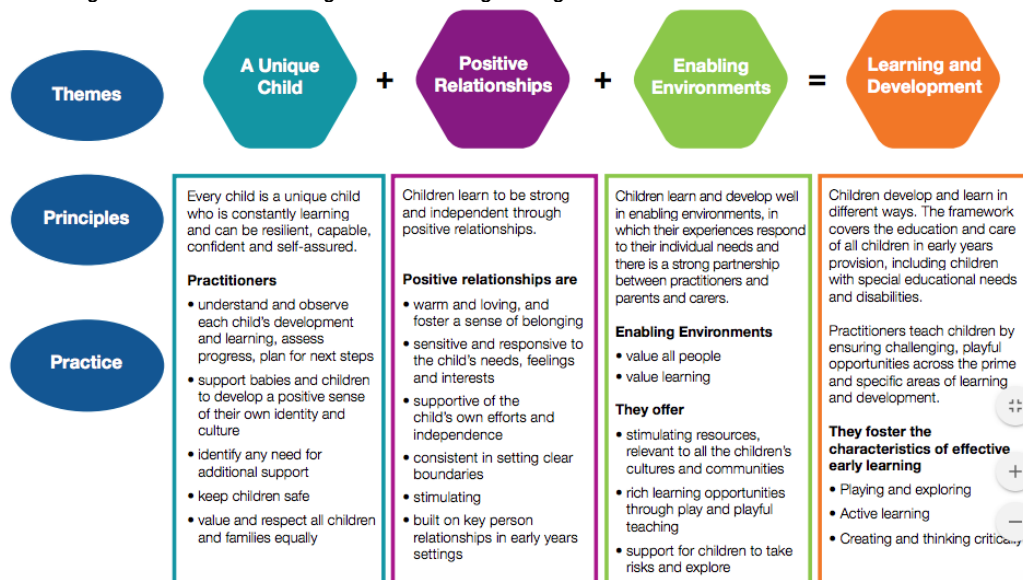 Themes
A Unique
Child
+
Positive
Relationships
+
Enabling
Environments
=
Learning and
Development
Principles
Every child is a unique child
who is constantly learning
and can be resilient, capable,
confident and self-assured.
Children learn to be strong
and independent through
positive relationships.
Children learn and develop well
in enabling environments, in
which their experiences respond
to their individual needs and
there is a strong partnership
between practitioners and
parents and carers.
Children develop and learn in
different ways. The framework
covers the education and care
of all children in early years
provision, including children
with special educational needs
and disabilities.
Practice
Practitioners
• understand and observe
each child's development
and learning, assess
progress, plan for next steps
• support babies and children
to develop a positive sense
of their own identity and
culture
• identify any need for
additional support
• keep children safe
• value and respect all children
and families equally
Positive relationships are
• warm and loving, and
foster a sense of belonging
• sensitive and responsive to
the child's needs, feelings
and interests
• supportive of the
child's own efforts and
independence
• consistent in setting clear
boundaries
• stimulating
• built on key person
relationships in early years
settings
Enabling Environments
• value all people
• value learning
They offer
• stimulating resources,
relevant to all the children's
cultures and communities
• rich learning opportunities
through play and playful
teaching
• support for children to take
risks and explore
Practitioners teach children by
ensuring challenging, playful
opportunities across the prime
and specific areas of learning
and development.
They foster the
characteristics of effective
early learning
• Playing and exploring
• Active learning
• Creating and thinking critically